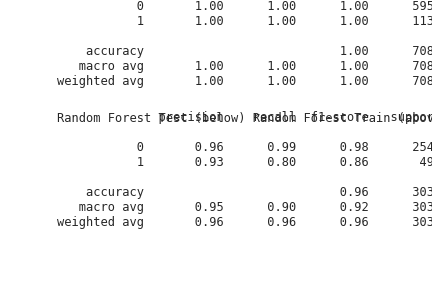 0 1.00 1.00 1.00 595
1 1.00 1.00 1.00 113
accuracy 1.00 708
macro avg 1.00 1.00 1.00 708
weighted avg 1.00 1.00 1.00 708
Random Forest Test (below) Random Forest Train (abov
precision recall f1-score suppor
0 0.96 0.99 0.98 254
1 0.93 0.80 0.86 49
accuracy 0.96 303
macro avg 0.95 0.90 0.92 303
weighted avg 0.96 0.96 0.96 303